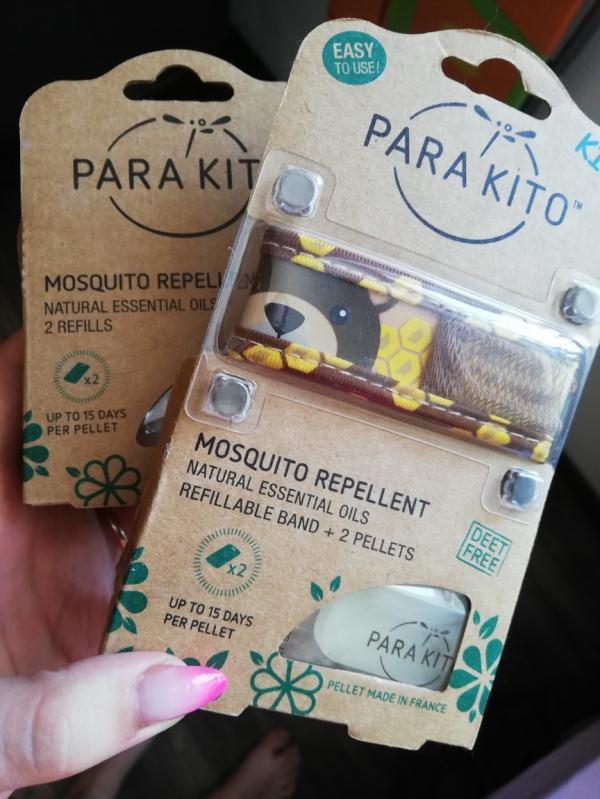 PARA KIT
MOSQUITO REPELLEN
NATURAL ESSENTIAL OILS
2 REFILLS
x2
UP TO 15 DAYS
PER PELLET
EASY
TO USE!
PARA KITO™
KI
MOSQUITO REPELLENT
NATURAL ESSENTIAL OILS
REFILLABLE BAND + 2 PELLETS
DEET
FREE
x2
UP TO 15 DAYS
PER PELLET
PARA KIT
PELLET MADE IN FRANCE